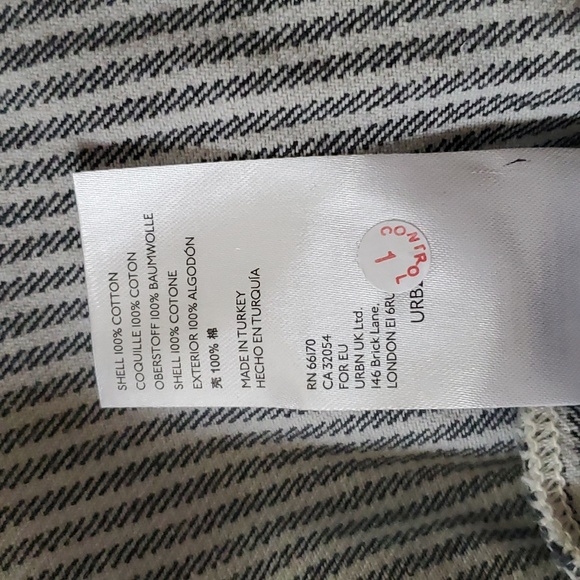 SHELL 100% COTTON
COQUILLE 100% COTON
OBERSTOFF 100% BAUMWOLLE
SHELL 100% COTONE
EXTERIOR 100% ALGODÓN
壳 100% 棉
MADE IN TURKEY
HECHO EN TURQUÍA
RN 66170
CA 32054
FOR EU
URBN UK Ltd.
146 Brick Lane,
LONDON E1 6RU
CONTROL
1